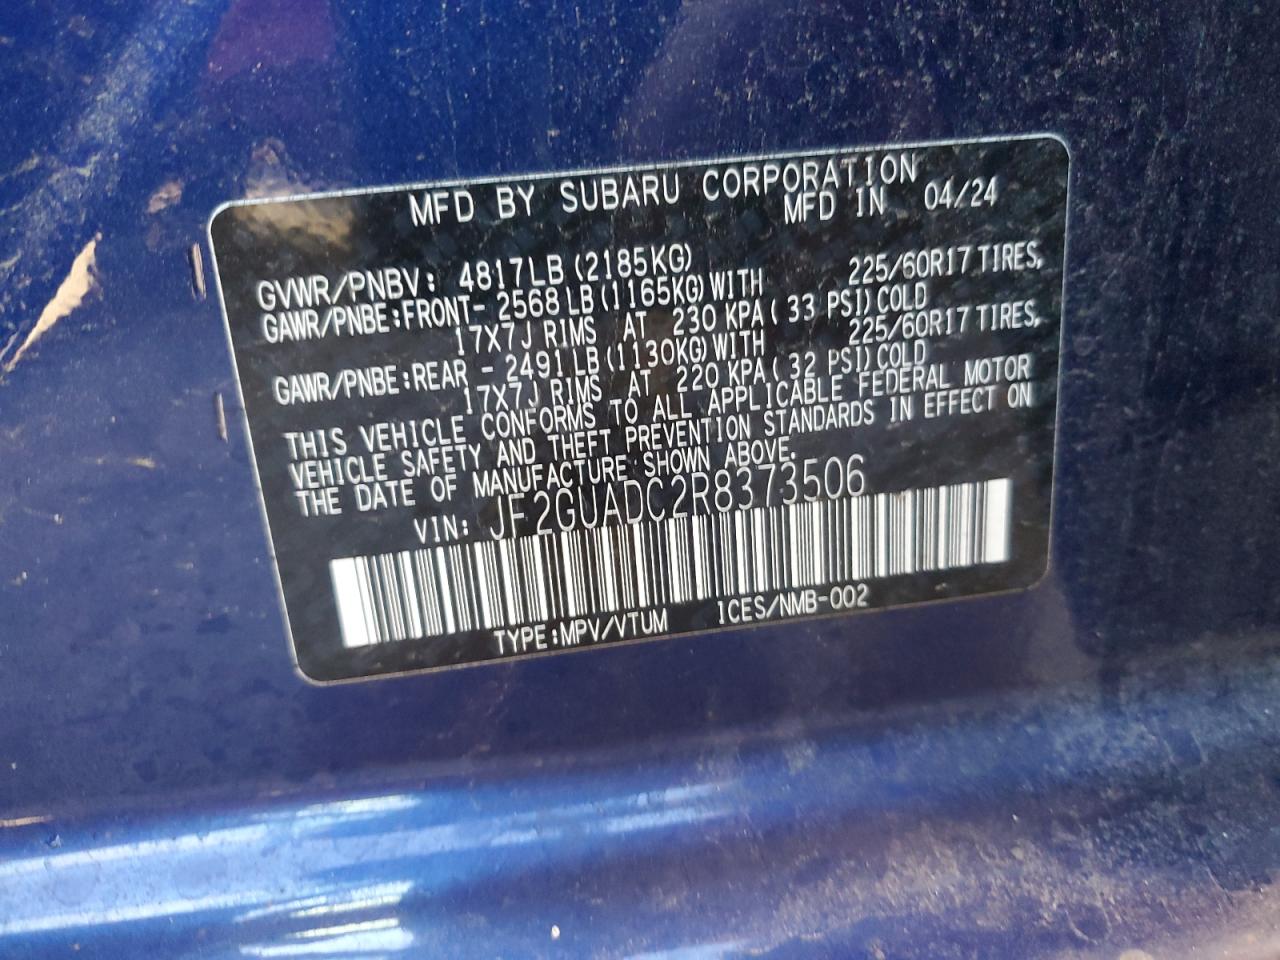 MFD BY SUBARU CORPORATION
MFD IN 04/24
GVWR/PNBV: 4817LB (2185KG)
GAWR/PNBE:FRONT- 2568 LB (1165KG) WITH 225/60R17 TIRES,
17X7J RIMS AT 230 KPA ( 33 PSI) COLD
GAWR/PNBE:REAR - 2491 LB (1130KG) WITH 225/60R17 TIRES,
17X7J RIMS AT 220 KPA ( 32 PSI) COLD
THIS VEHICLE CONFORMS TO ALL APPLICABLE FEDERAL MOTOR
VEHICLE SAFETY AND THEFT PREVENTION STANDARDS IN EFFECT ON
THE DATE OF MANUFACTURE SHOWN ABOVE.
VIN: JF2GUADC2R8373506
TYPE:MPV/VTUM ICES/NMB-002